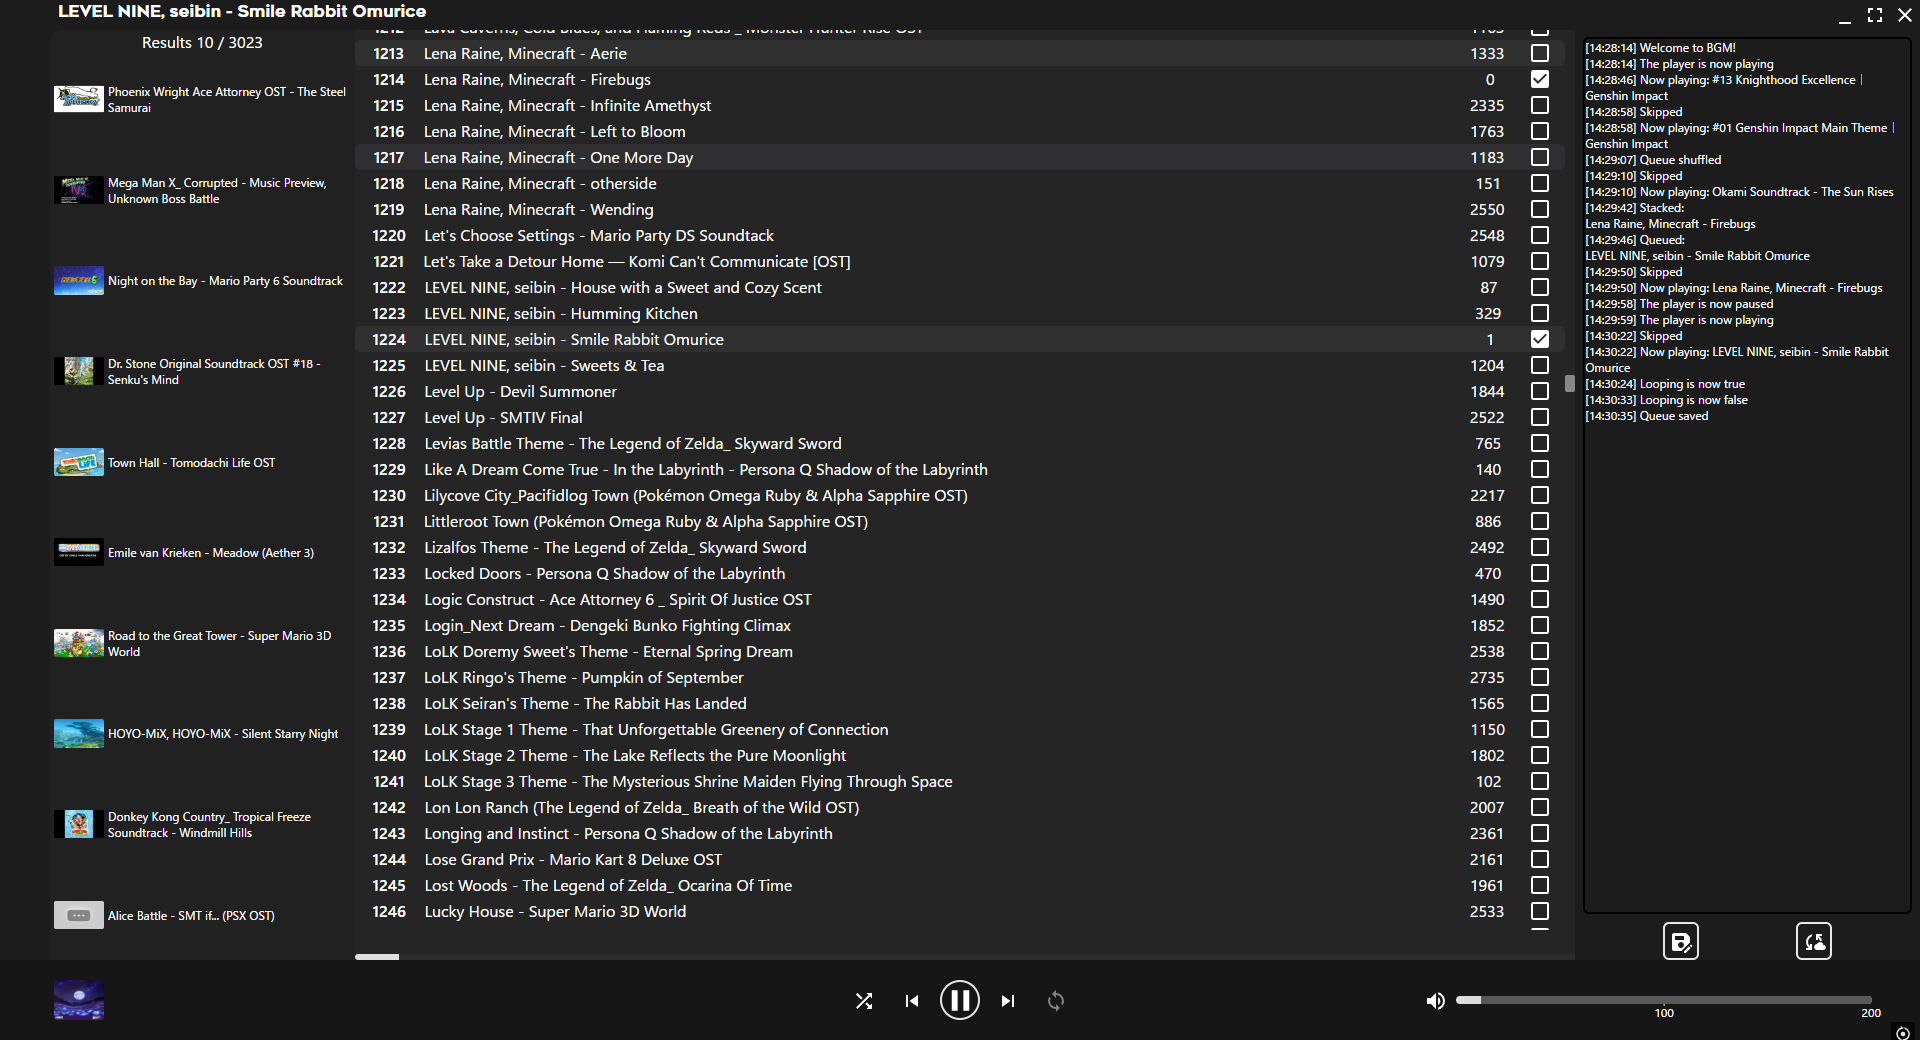 LEVEL NINE, seibin - Smile Rabbit Omurice
Results 10 / 3023
Phoenix Wright Ace Attorney OST - The Steel
Samurai
Mega Man X_ Corrupted - Music Preview,
Unknown Boss Battle
Night on the Bay - Mario Party 6 Soundtrack
Dr. Stone Original Soundtrack OST #18 -
Senku's Mind
Town Hall - Tomodachi Life OST
Emile van Krieken - Meadow (Aether 3)
Road to the Great Tower - Super Mario 3D
World
HOYO-MiX, HOYO-MiX - Silent Starry Night
Donkey Kong Country_ Tropical Freeze
Soundtrack - Windmill Hills
Alice Battle - SMT if... (PSX OST)
1212 Lava Caverns, Cold Blues, and Flaming Reds _ Monster Hunter Rise OST
1213 Lena Raine, Minecraft - Aerie 1333
1214 Lena Raine, Minecraft - Firebugs 0
1215 Lena Raine, Minecraft - Infinite Amethyst 2335
1216 Lena Raine, Minecraft - Left to Bloom 1763
1217 Lena Raine, Minecraft - One More Day 1183
1218 Lena Raine, Minecraft - otherside 151
1219 Lena Raine, Minecraft - Wending 2550
1220 Let's Choose Settings - Mario Party DS Soundtack 2548
1221 Let's Take a Detour Home — Komi Can't Communicate [OST] 1079
1222 LEVEL NINE, seibin - House with a Sweet and Cozy Scent 87
1223 LEVEL NINE, seibin - Humming Kitchen 329
1224 LEVEL NINE, seibin - Smile Rabbit Omurice 1
1225 LEVEL NINE, seibin - Sweets & Tea 1204
1226 Level Up - Devil Summoner 1844
1227 Level Up - SMTIV Final 2522
1228 Levias Battle Theme - The Legend of Zelda_ Skyward Sword 765
1229 Like A Dream Come True - In the Labyrinth - Persona Q Shadow of the Labyrinth 140
1230 Lilycove City_Pacifidlog Town (Pokémon Omega Ruby & Alpha Sapphire OST) 2217
1231 Littleroot Town (Pokémon Omega Ruby & Alpha Sapphire OST) 886
1232 Lizalfos Theme - The Legend of Zelda_ Skyward Sword 2492
1233 Locked Doors - Persona Q Shadow of the Labyrinth 470
1234 Logic Construct - Ace Attorney 6 _ Spirit Of Justice OST 1490
1235 Login_Next Dream - Dengeki Bunko Fighting Climax 1852
1236 LoLK Doremy Sweet's Theme - Eternal Spring Dream 2538
1237 LoLK Ringo's Theme - Pumpkin of September 2735
1238 LoLK Seiran's Theme - The Rabbit Has Landed 1565
1239 LoLK Stage 1 Theme - That Unforgettable Greenery of Connection 1150
1240 LoLK Stage 2 Theme - The Lake Reflects the Pure Moonlight 1802
1241 LoLK Stage 3 Theme - The Mysterious Shrine Maiden Flying Through Space 102
1242 Lon Lon Ranch (The Legend of Zelda_ Breath of the Wild OST) 2007
1243 Longing and Instinct - Persona Q Shadow of the Labyrinth 2361
1244 Lose Grand Prix - Mario Kart 8 Deluxe OST 2161
1245 Lost Woods - The Legend of Zelda_ Ocarina Of Time 1961
1246 Lucky House - Super Mario 3D World 2533
[14:28:14] Welcome to BGM!
[14:28:14] The player is now playing
[14:28:46] Now playing: #13 Knighthood Excellence |
Genshin Impact
[14:28:58] Skipped
[14:28:58] Now playing: #01 Genshin Impact Main Theme |
Genshin Impact
[14:29:07] Queue shuffled
[14:29:10] Skipped
[14:29:10] Now playing: Okami Soundtrack - The Sun Rises
[14:29:42] Stacked:
Lena Raine, Minecraft - Firebugs
[14:29:46] Queued:
LEVEL NINE, seibin - Smile Rabbit Omurice
[14:29:50] Skipped
[14:29:50] Now playing: Lena Raine, Minecraft - Firebugs
[14:29:58] The player is now paused
[14:29:59] The player is now playing
[14:30:22] Skipped
[14:30:22] Now playing: LEVEL NINE, seibin - Smile Rabbit
Omurice
[14:30:24] Looping is now true
[14:30:33] Looping is now false
[14:30:35] Queue saved
100
200